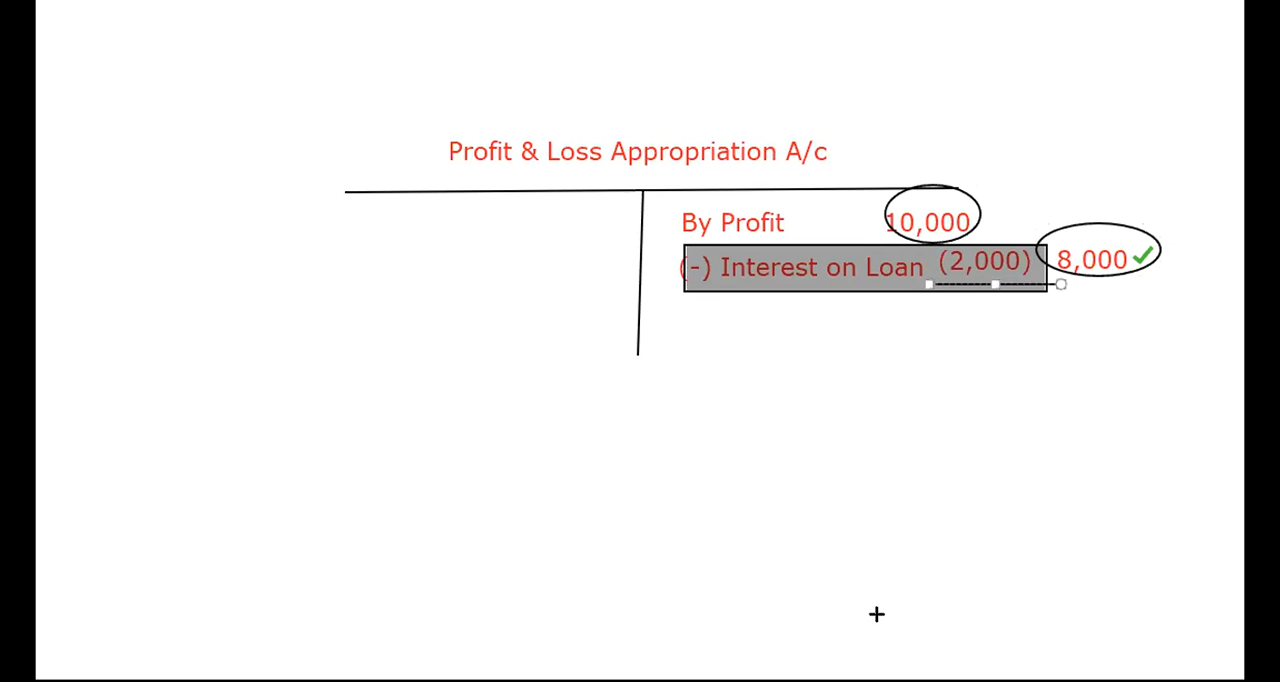 Profit & Loss Appropriation A/c
By Profit 10,000
(-) Interest on Loan (2,000) 8,000